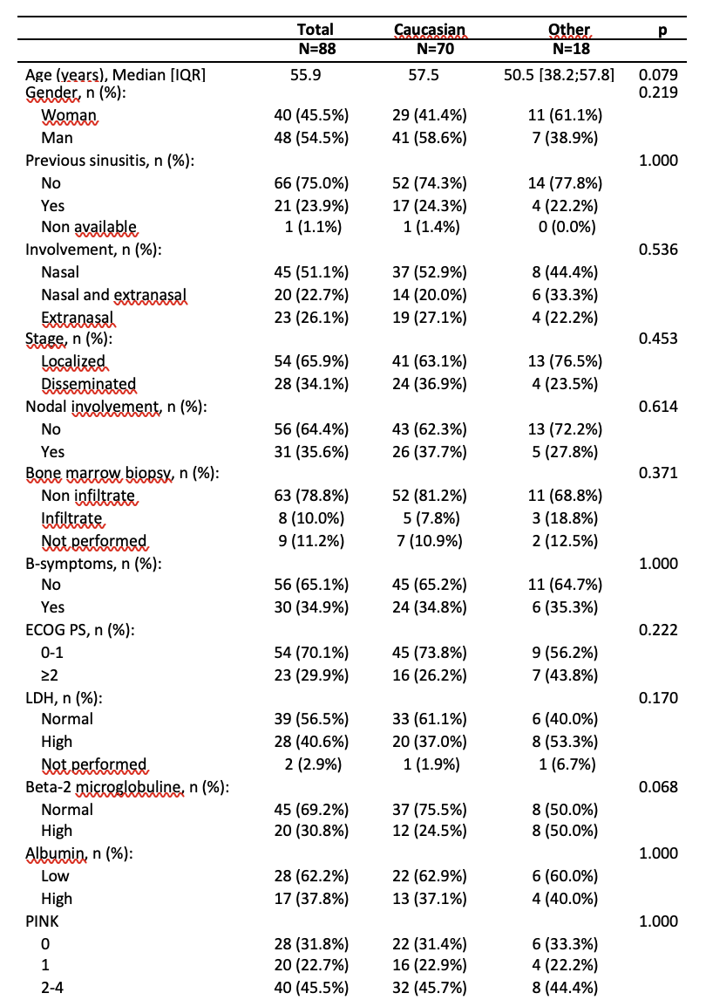 Total Caucasian Other p
N=88 N=70 N=18
Age (years), Median [IQR] 55.9 57.5 50.5 [38.2;57.8] 0.079
Gender, n (%): 0.219
Woman 40 (45.5%) 29 (41.4%) 11 (61.1%)
Man 48 (54.5%) 41 (58.6%) 7 (38.9%)
Previous sinusitis, n (%): 1.000
No 66 (75.0%) 52 (74.3%) 14 (77.8%)
Yes 21 (23.9%) 17 (24.3%) 4 (22.2%)
Non available 1 (1.1%) 1 (1.4%) 0 (0.0%)
Involvement, n (%): 0.536
Nasal 45 (51.1%) 37 (52.9%) 8 (44.4%)
Nasal and extranasal 20 (22.7%) 14 (20.0%) 6 (33.3%)
Extranasal 23 (26.1%) 19 (27.1%) 4 (22.2%)
Stage, n (%): 0.453
Localized 54 (65.9%) 41 (63.1%) 13 (76.5%)
Disseminated 28 (34.1%) 24 (36.9%) 4 (23.5%)
Nodal involvement, n (%): 0.614
No 56 (64.4%) 43 (62.3%) 13 (72.2%)
Yes 31 (35.6%) 26 (37.7%) 5 (27.8%)
Bone marrow biopsy, n (%): 0.371
Non infiltrate 63 (78.8%) 52 (81.2%) 11 (68.8%)
Infiltrate 8 (10.0%) 5 (7.8%) 3 (18.8%)
Not performed 9 (11.2%) 7 (10.9%) 2 (12.5%)
B-symptoms, n (%): 1.000
No 56 (65.1%) 45 (65.2%) 11 (64.7%)
Yes 30 (34.9%) 24 (34.8%) 6 (35.3%)
ECOG PS, n (%): 0.222
0-1 54 (70.1%) 45 (73.8%) 9 (56.2%)
≥2 23 (29.9%) 16 (26.2%) 7 (43.8%)
LDH, n (%): 0.170
Normal 39 (56.5%) 33 (61.1%) 6 (40.0%)
High 28 (40.6%) 20 (37.0%) 8 (53.3%)
Not performed 2 (2.9%) 1 (1.9%) 1 (6.7%)
Beta-2 microglobuline, n (%): 0.068
Normal 45 (69.2%) 37 (75.5%) 8 (50.0%)
High 20 (30.8%) 12 (24.5%) 8 (50.0%)
Albumin, n (%): 1.000
Low 28 (62.2%) 22 (62.9%) 6 (60.0%)
High 17 (37.8%) 13 (37.1%) 4 (40.0%)
PINK 1.000
0 28 (31.8%) 22 (31.4%) 6 (33.3%)
1 20 (22.7%) 16 (22.9%) 4 (22.2%)
2-4 40 (45.5%) 32 (45.7%) 8 (44.4%)